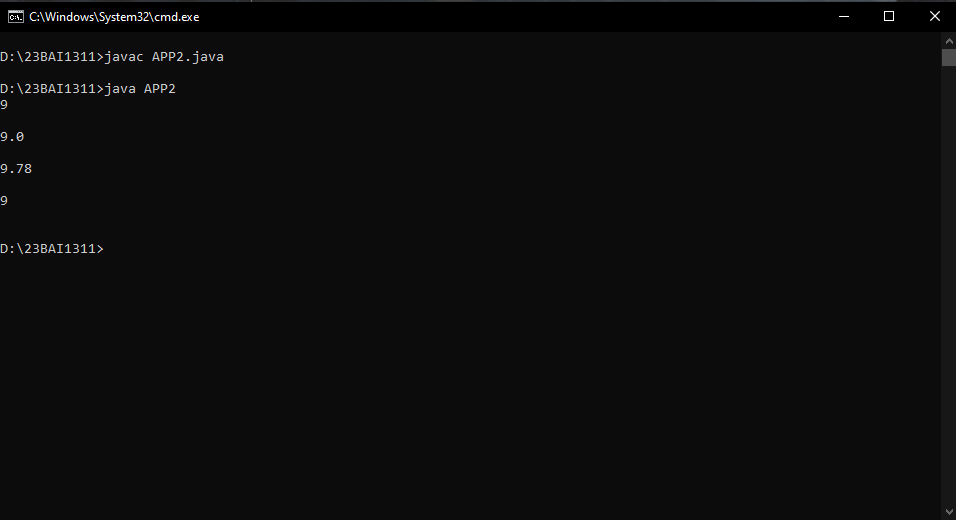 C:\Windows\System32\cmd.exe
D:\23BAI1311>javac APP2.java
D:\23BAI1311>java APP2
9
9.0
9.78
9
D:\23BAI1311>